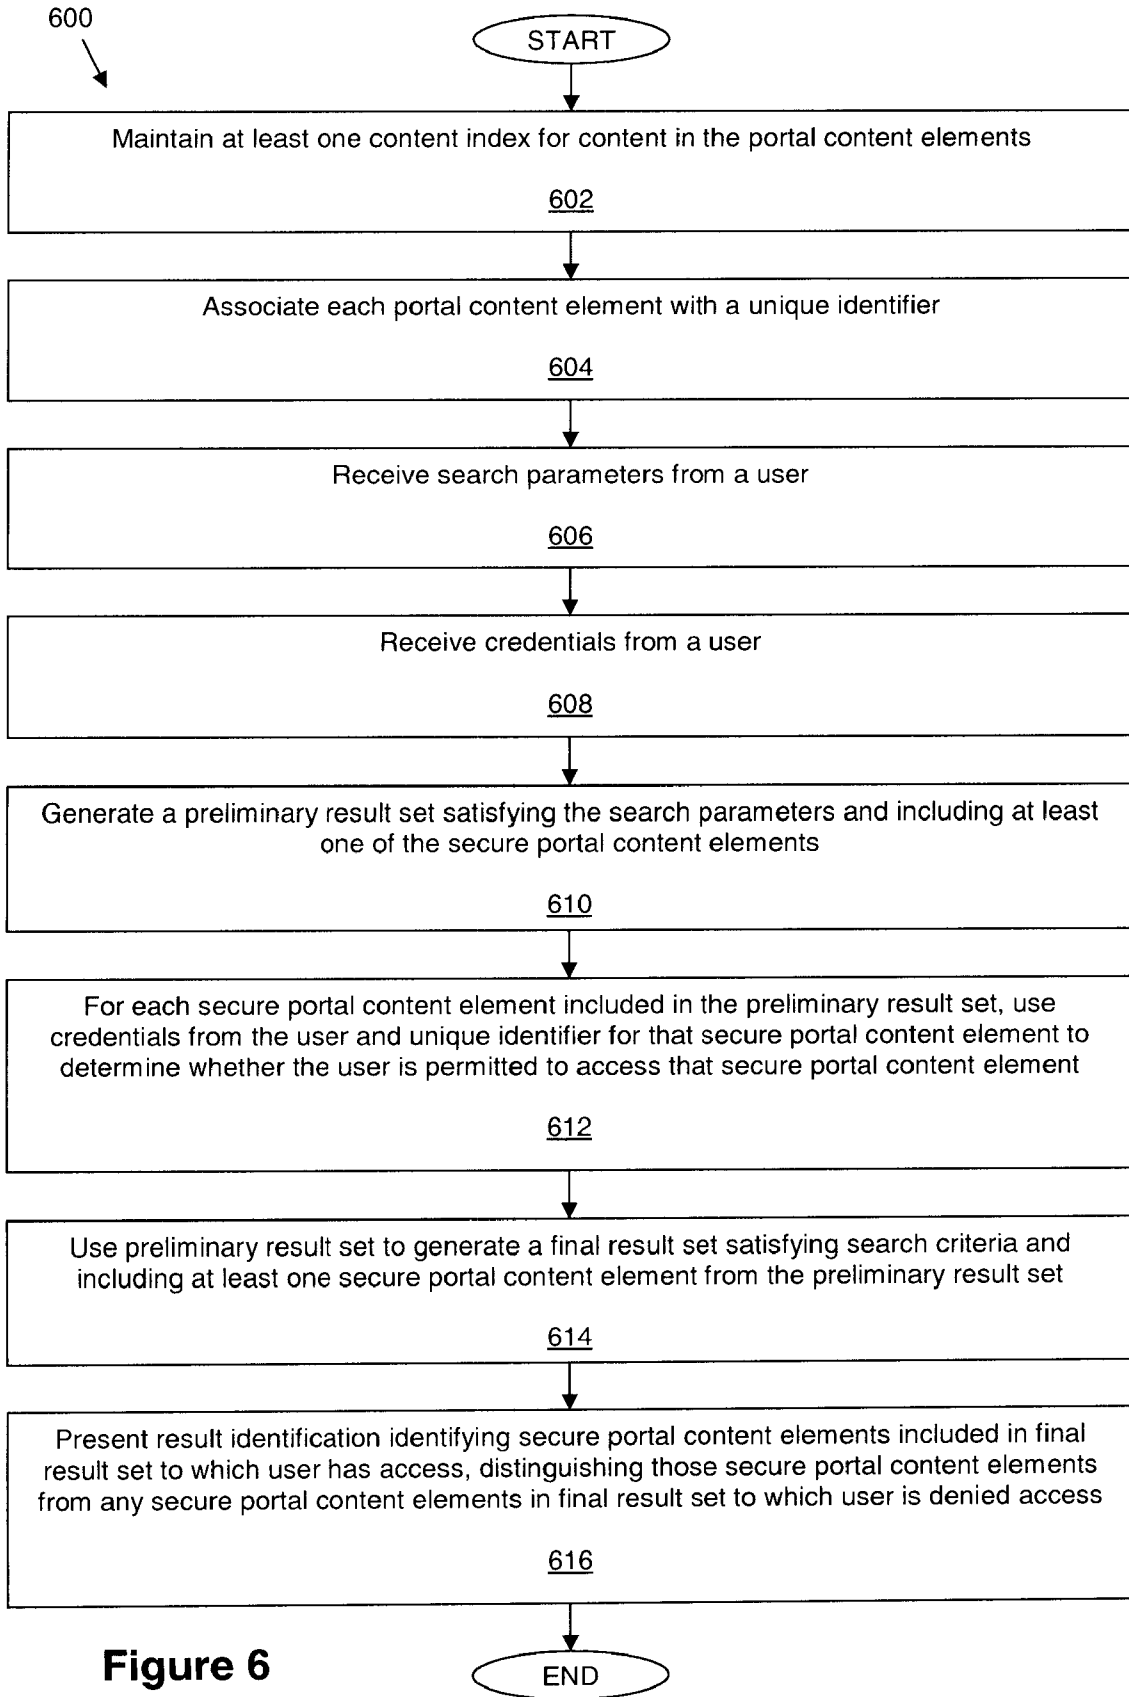 600
START
Maintain at least one content index for content in the portal content elements
602
Associate each portal content element with a unique identifier
604
Receive search parameters from a user
606
Receive credentials from a user
608
Generate a preliminary result set satisfying the search parameters and including at least
one of the secure portal content elements
610
For each secure portal content element included in the preliminary result set, use
credentials from the user and unique identifier for that secure portal content element to
determine whether the user is permitted to access that secure portal content element
612
Use preliminary result set to generate a final result set satisfying search criteria and
including at least one secure portal content element from the preliminary result set
614
Present result identification identifying secure portal content elements included in final
result set to which user has access, distinguishing those secure portal content elements
from any secure portal content elements in final result set to which user is denied access
616
Figure 6
END